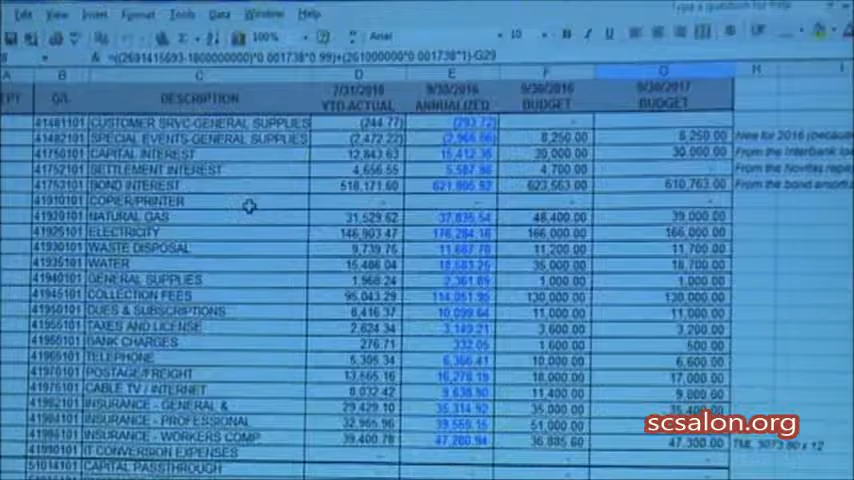 Edit View Insert Format Tools Data Window Help Type a question for help
100% Arial 10 B I U
=((2691415693-1800000000)*0.001738*0.99)+(261000000*0.001738*1)-G29
A B C D E F G H
G/L DESCRIPTION 7/31/2016 YTD ACTUAL 9/30/2016 ANNUALIZED 9/30/2016 BUDGET 9/30/2017 BUDGET
41481101 CUSTOMER SRVC-GENERAL SUPPLIES (244.77) (293.72) -
41482101 SPECIAL EVENTS-GENERAL SUPPLIES (2,472.22) 8,250.00 8,250.00 New for 2016
41750101 CAPITAL INTEREST 12,843.63 15,412.36 30,000.00 30,000.00 From the Interbank
41752101 SETTLEMENT INTEREST 4,656.55 4,700.00 From the Novitas
41753101 BOND INTEREST 518,171.60 623,563.00 610,763.00 From the bond
41910101 COPIER/PRINTER - - - -
41920101 NATURAL GAS 31,529.62 37,835.54 48,400.00 39,000.00
41925101 ELECTRICITY 146,903.47 176,284.16 166,000.00 166,000.00
41930101 WASTE DISPOSAL 9,739.75 11,687.70 11,200.00 11,700.00
41935101 WATER 15,486.04 35,000.00 18,700.00
41940101 GENERAL SUPPLIES 1,968.24 2,361.89 1,000.00 1,000.00
41945101 COLLECTION FEES 95,043.29 114,051.95 130,000.00 130,000.00
41950101 DUES & SUBSCRIPTIONS 8,416.37 10,099.64 11,000.00 11,000.00
41955101 TAXES AND LICENSE 2,624.34 3,149.21 3,600.00 3,200.00
BANK CHARGES 276.71 332.05 1,600.00 500.00
41965101 TELEPHONE 5,305.34 6,366.41 10,000.00 6,600.00
41970101 POSTAGE/FREIGHT 13,565.16 16,278.19 18,000.00 17,000.00
41975101 CABLE TV / INTERNET 8,032.42 9,638.90 11,400.00
41982101 INSURANCE - GENERAL & 29,429.10 35,314.92 35,000.00 35,400.00
41983101 INSURANCE - PROFESSIONAL 32,965.96 39,559.15 51,000.00
41984101 INSURANCE - WORKERS COMP 39,400.78 47,280.94 36,885.60 47,300.00 TML x 12
41990101 IT CONVERSION EXPENSES
51014101 CAPITAL PASSTHROUGH
scsalon.org